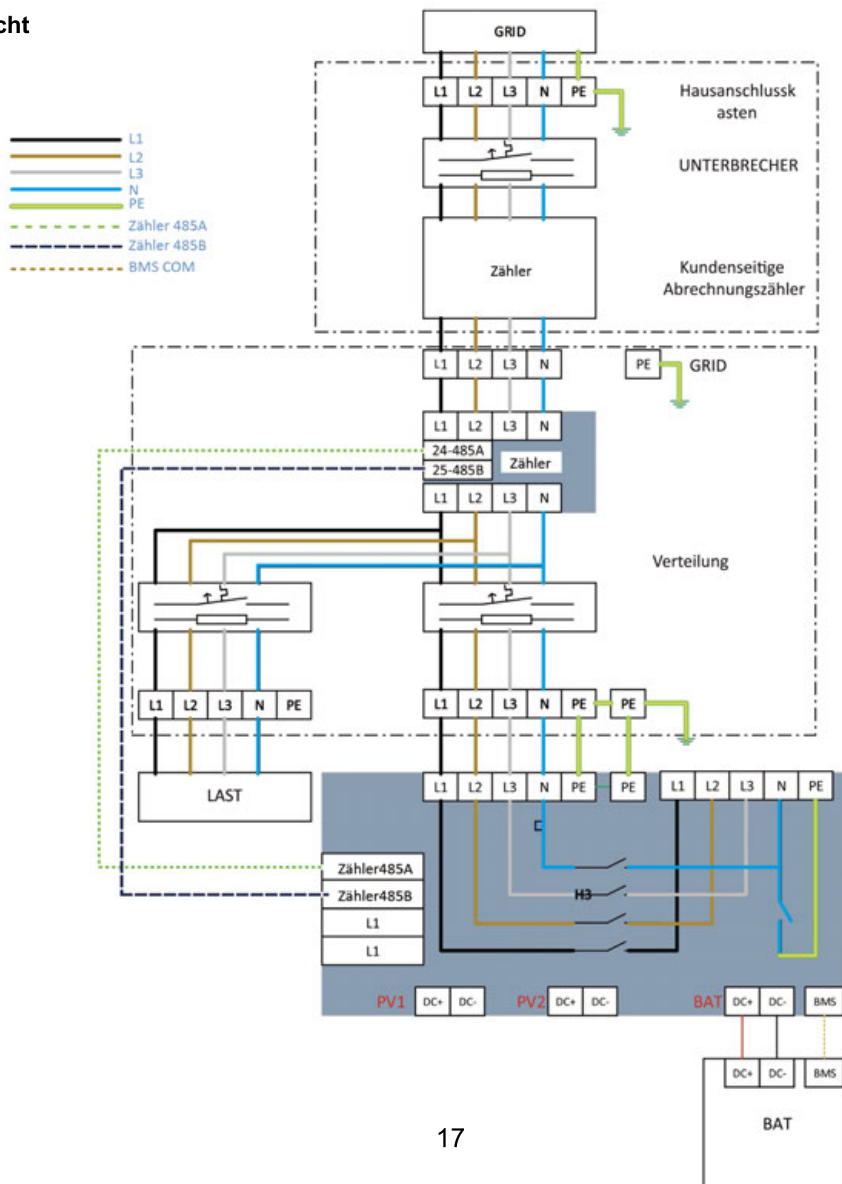 cht
GRID
L1 L2 L3 N PE
Hausanschlussk
asten
L1
L2
L3
N
PE
Zähler 485A
Zähler 485B
BMS COM
UNTERBRECHER
Zähler
Kundenseitige
Abrechnungszähler
L1 L2 L3 N
PE GRID
L1 L2 L3 N
24-485A
25-485B
Zähler
L1 L2 L3 N
Verteilung
L1 L2 L3 N PE
L1 L2 L3 N PE PE
LAST
L1 L2 L3 N PE PE
L1 L2 L3 N PE
Zähler485A
Zähler485B
L1
L1
H3
PV1 DC+ DC-
PV2 DC+ DC-
BAT DC+ DC- BMS
DC+ DC- BMS
BAT
17